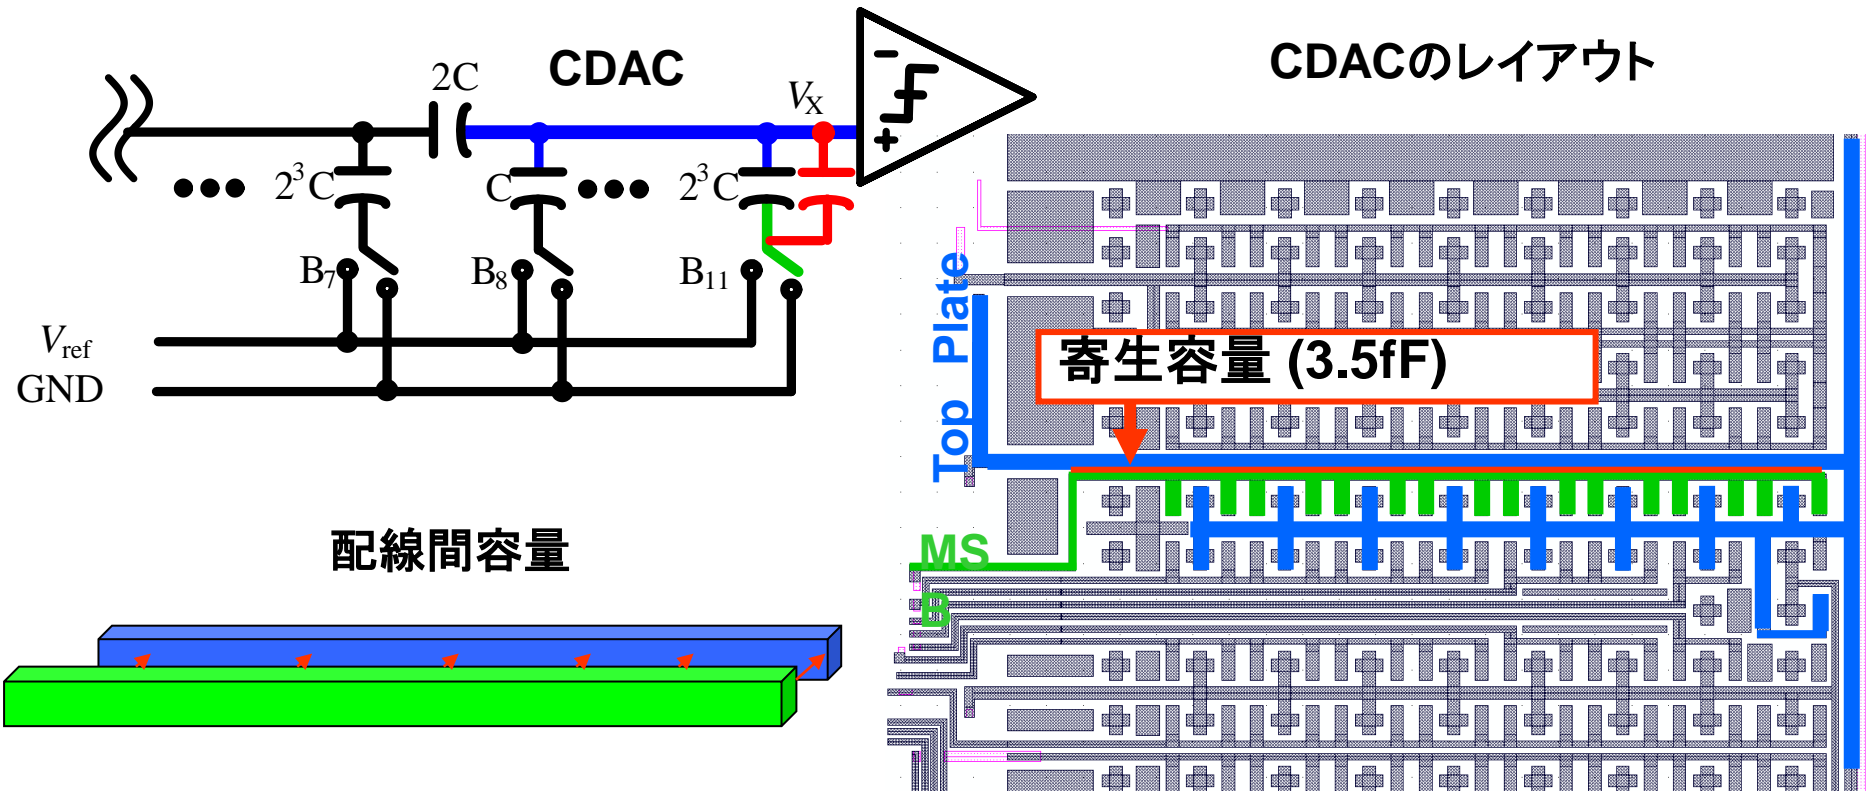 CDAC
CDACのレイアウト
2C
VX
− 
+
2³C
C
2³C
B7
B8
B11
Vref
GND
Top Plate
寄生容量 (3.5fF)
MS
B
配線間容量